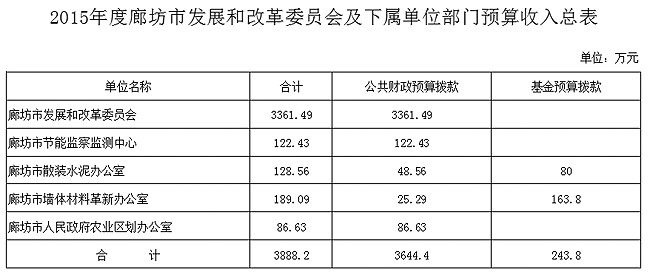 2015年度廊坊市发展和改革委员会及下属单位部门预算收入总表
单位：万元
单位名称 合计 公共财政预算拨款 基金预算拨款
廊坊市发展和改革委员会 3361.49 3361.49
廊坊市节能监察监测中心 122.43 122.43
廊坊市散装水泥办公室 128.56 48.56 80
廊坊市墙体材料革新办公室 189.09 25.29 163.8
廊坊市人民政府农业区划办公室 86.63 86.63
合 计 3888.2 3644.4 243.8